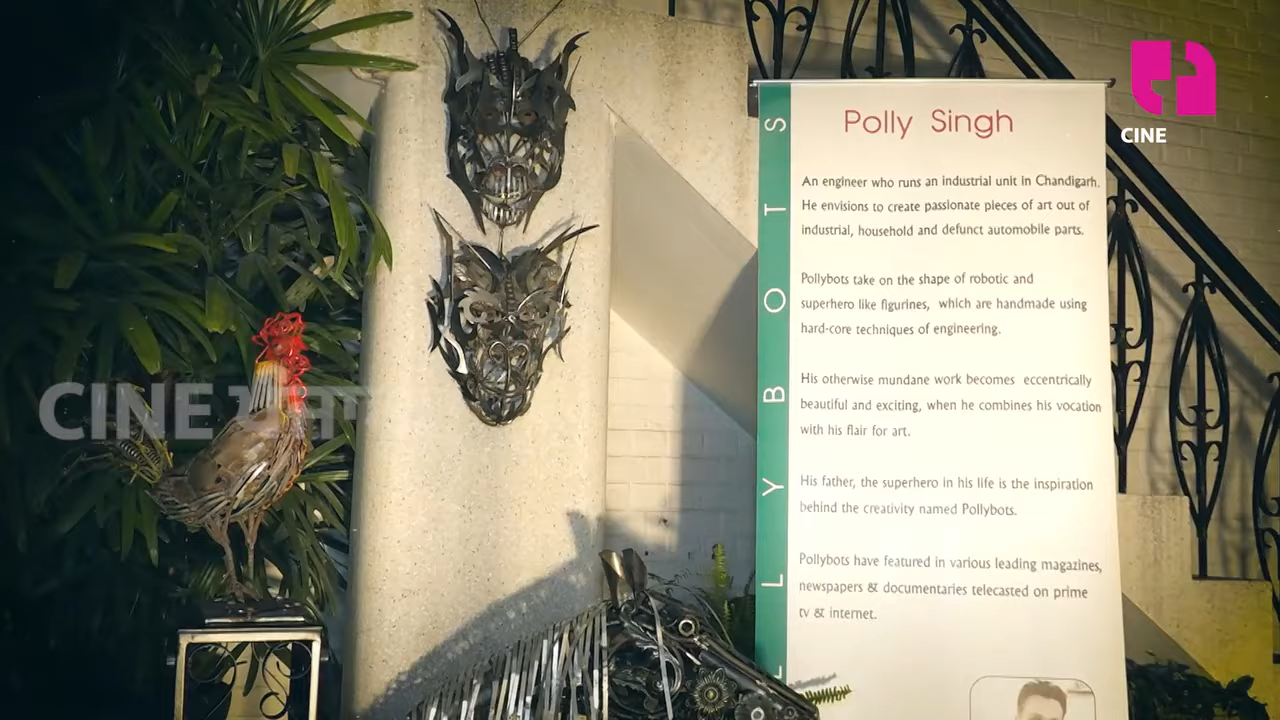 CINE
Polly Singh
An engineer who runs an industrial unit in Chandigarh.
He envisions to create passionate pieces of art out of
industrial, household and defunct automobile parts.
Pollybots take on the shape of robotic and
superhero like figurines, which are handmade using
hard-core techniques of engineering.
His otherwise mundane work becomes eccentrically
beautiful and exciting, when he combines his vocation
with his flair for art.
His father, the superhero in his life is the inspiration
behind the creativity named Pollybots.
Pollybots have featured in various leading magazines,
newspapers & documentaries telecasted on prime
tv & internet.
LYBOTS
CINE